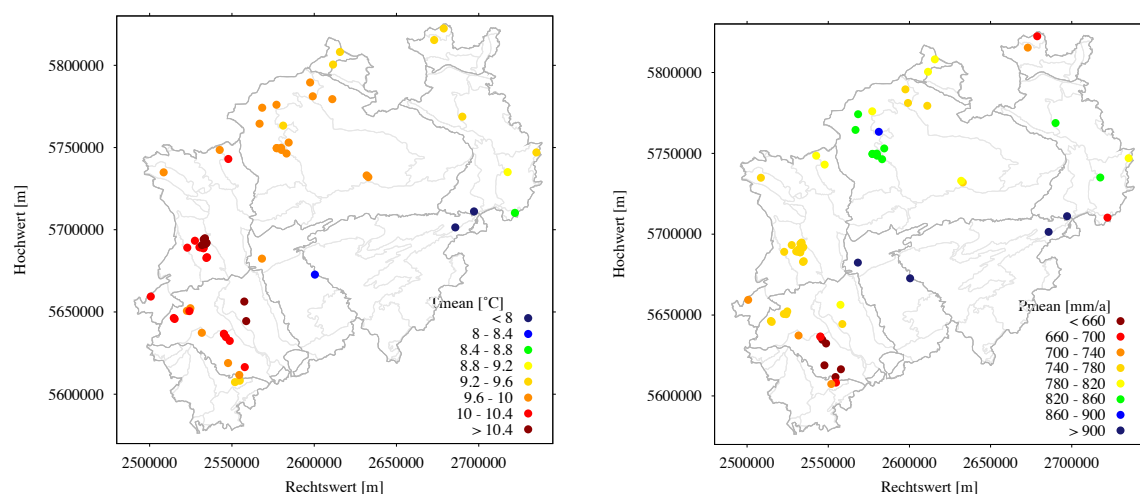 5800000
5750000
5700000
5650000
5600000
Hochwert [m]
2500000 2550000 2600000 2650000 2700000
Rechtswert [m]
Tmean [°C]
< 8
8 - 8.4
8.4 - 8.8
8.8 - 9.2
9.2 - 9.6
9.6 - 10
10 - 10.4
> 10.4
5800000
5750000
5700000
5650000
5600000
Hochwert [m]
2500000 2550000 2600000 2650000 2700000
Rechtswert [m]
Pmean [mm/a]
< 660
660 - 700
700 - 740
740 - 780
780 - 820
820 - 860
860 - 900
> 900